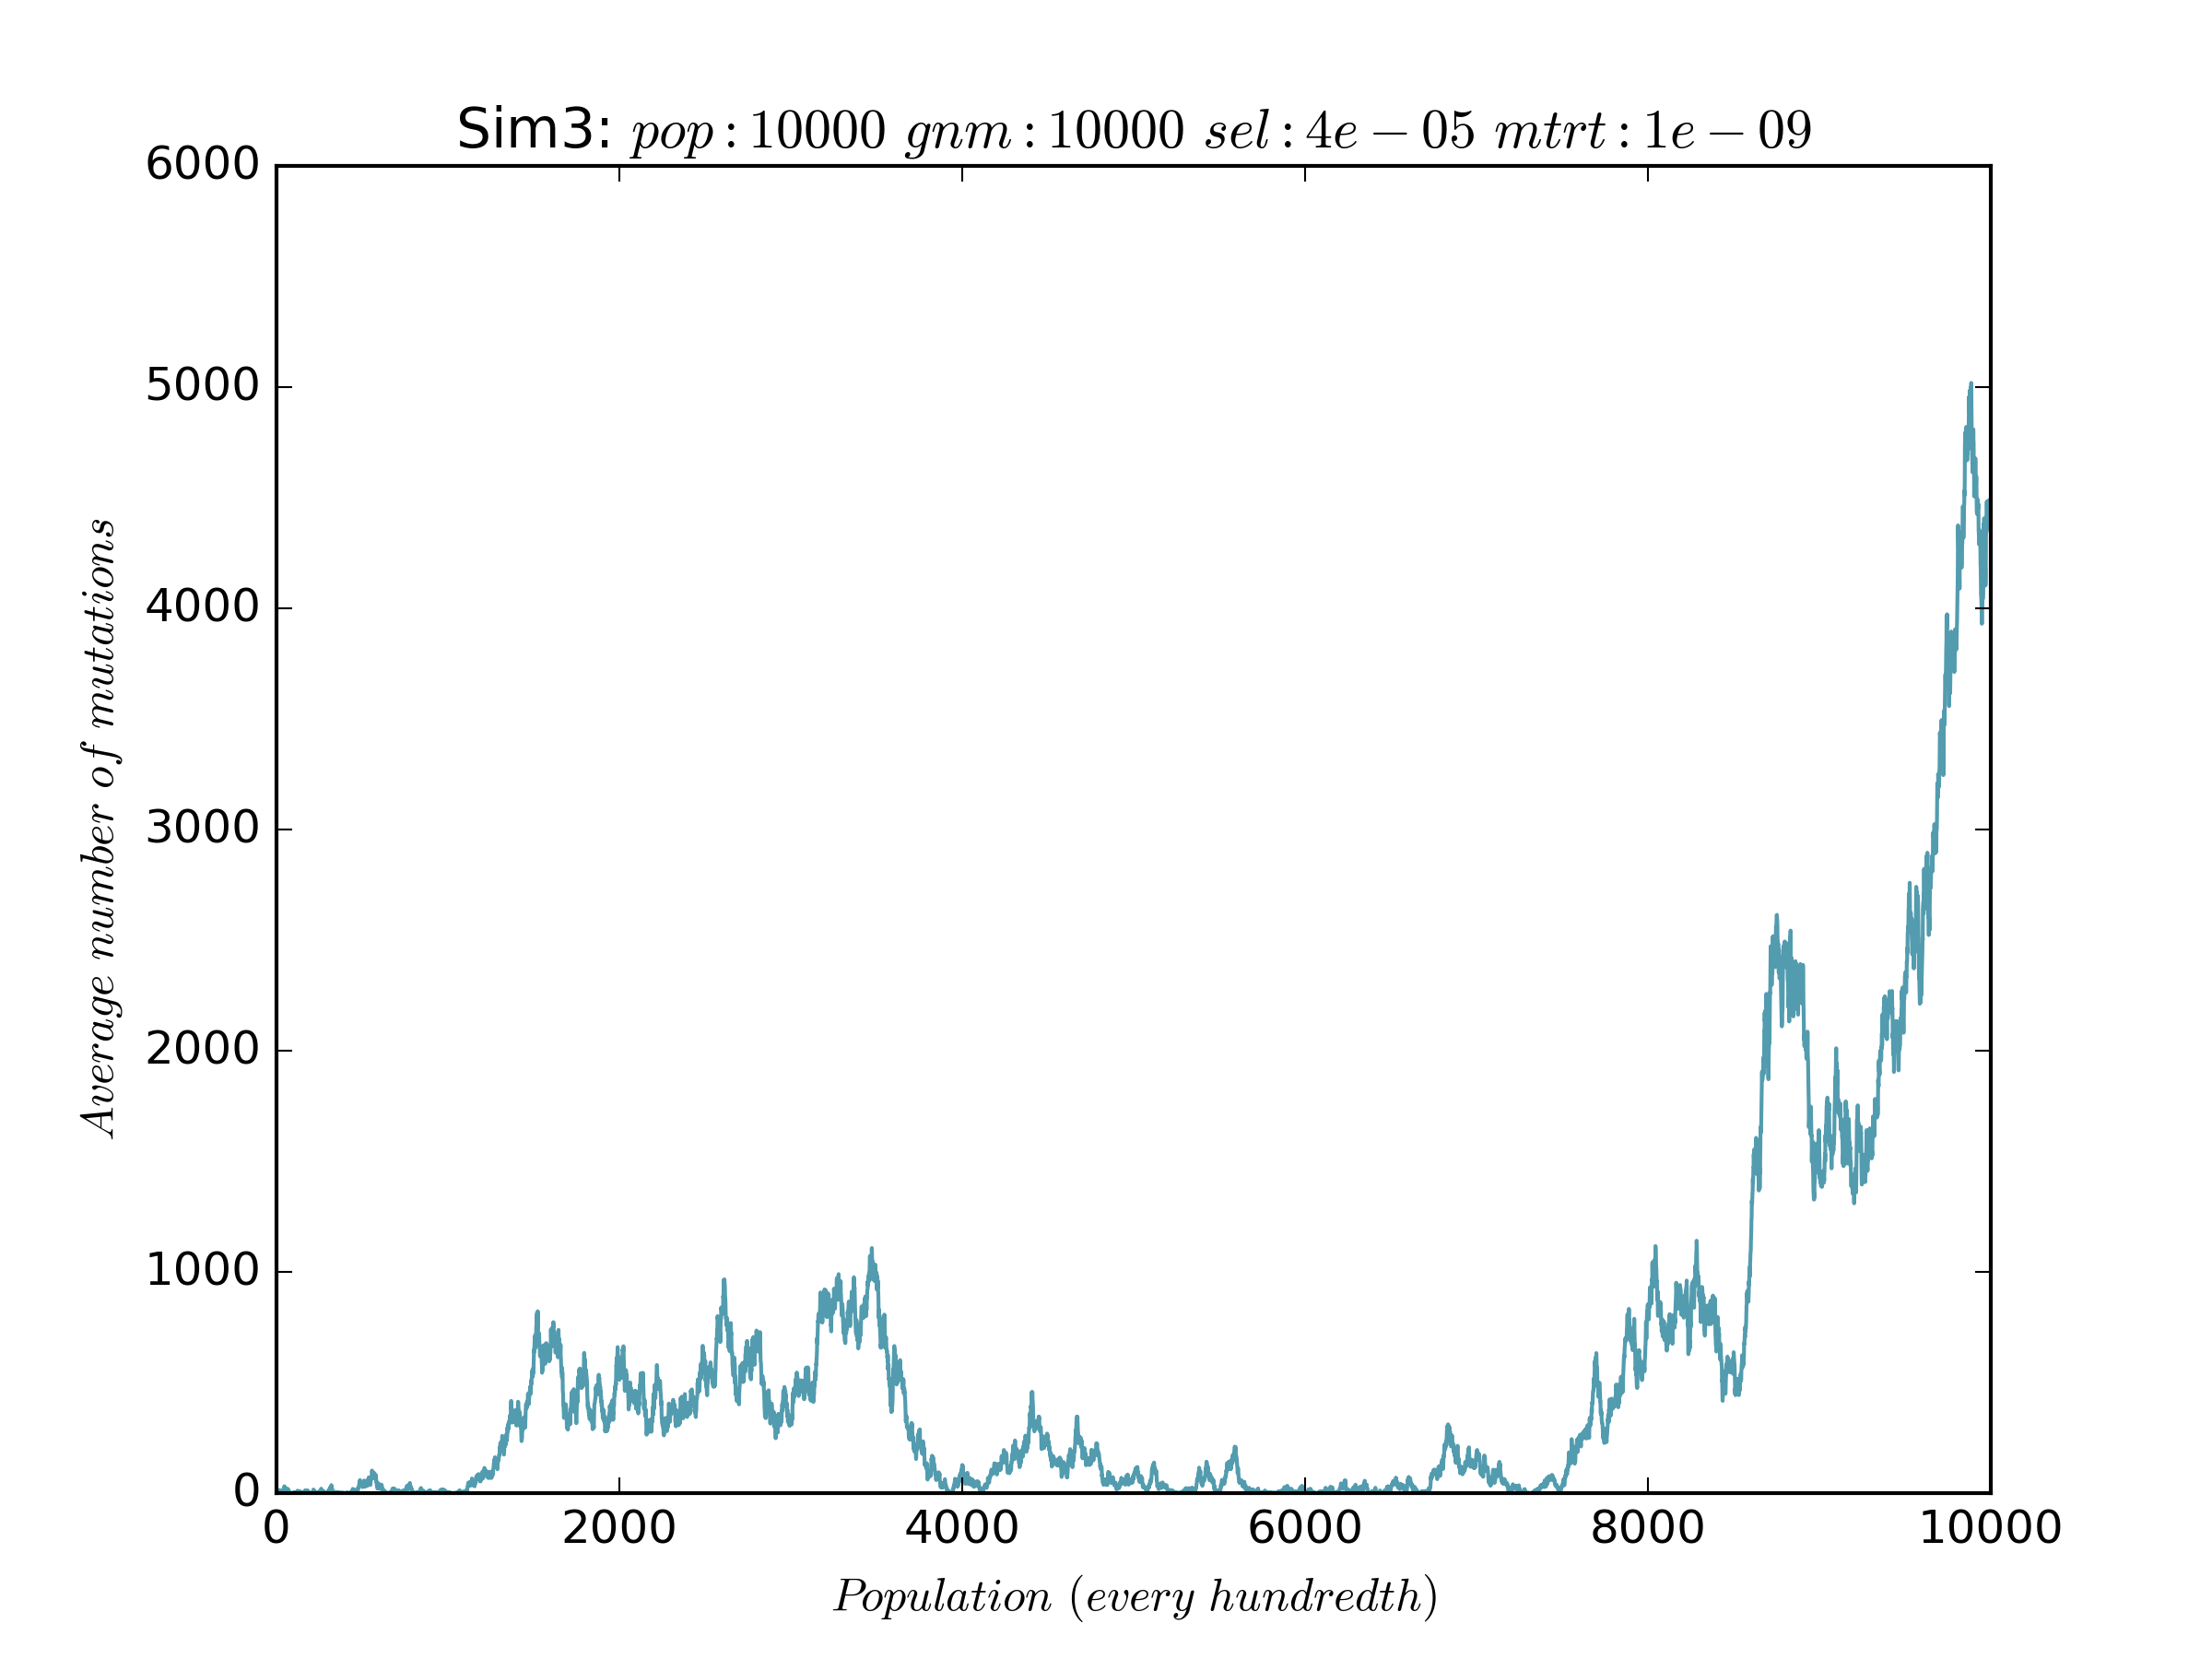 Sim3: pop : 10000 gnm : 10000 sel : 4e − 05 mtrt : 1e − 09
6000
5000
4000
3000
2000
1000
0
Average number of mutations
0 2000 4000 6000 8000 10000
Population (every hundredth)